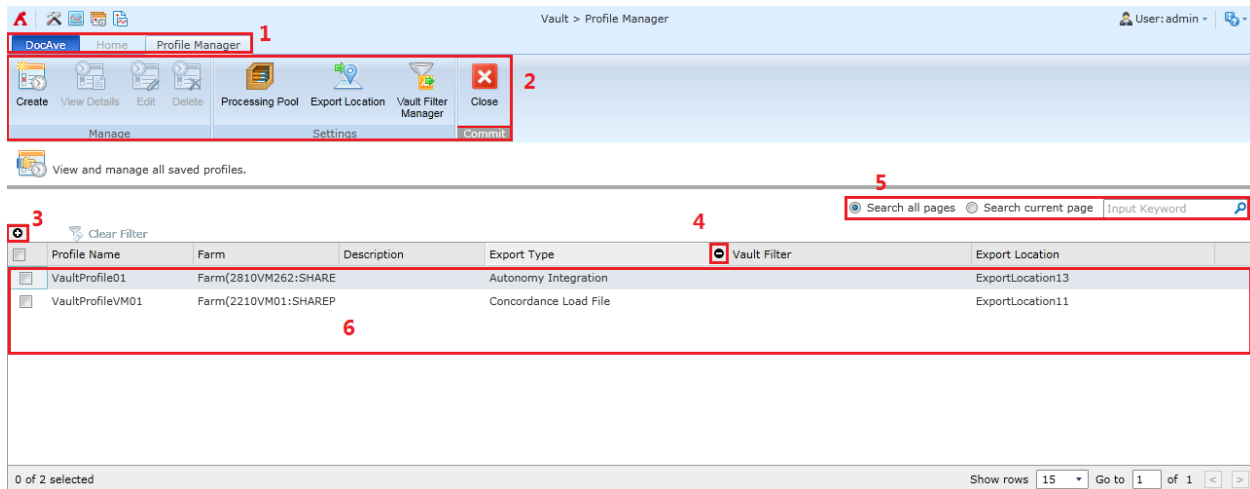 Vault > Profile Manager
User: admin
DocAve Home Profile Manager 1
Create View Details Edit Delete Processing Pool Export Location Vault Filter Manager Close 2
Manage Settings Commit
View and manage all saved profiles.
5
Search all pages Search current page Input Keyword
3 4
Clear Filter
Profile Name Farm Description Export Type Vault Filter Export Location
VaultProfile01 Farm(2810VM262:SHARE Autonomy Integration ExportLocation13
VaultProfileVM01 Farm(2210VM01:SHAREP Concordance Load File ExportLocation11
6
0 of 2 selected Show rows 15 Go to 1 of 1 < >